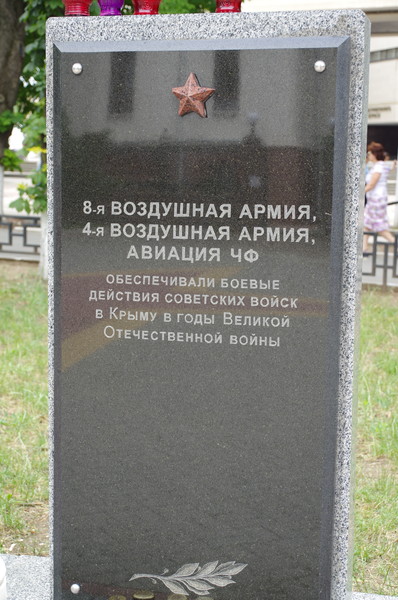 8-я ВОЗДУШНАЯ АРМИЯ,
4-я ВОЗДУШНАЯ АРМИЯ,
АВИАЦИЯ ЧФ
ОБЕСПЕЧИВАЛИ БОЕВЫЕ
ДЕЙСТВИЯ СОВЕТСКИХ ВОЙСК
В КРЫМУ В ГОДЫ ВЕЛИКОЙ
ОТЕЧЕСТВЕННОЙ ВОЙНЫ